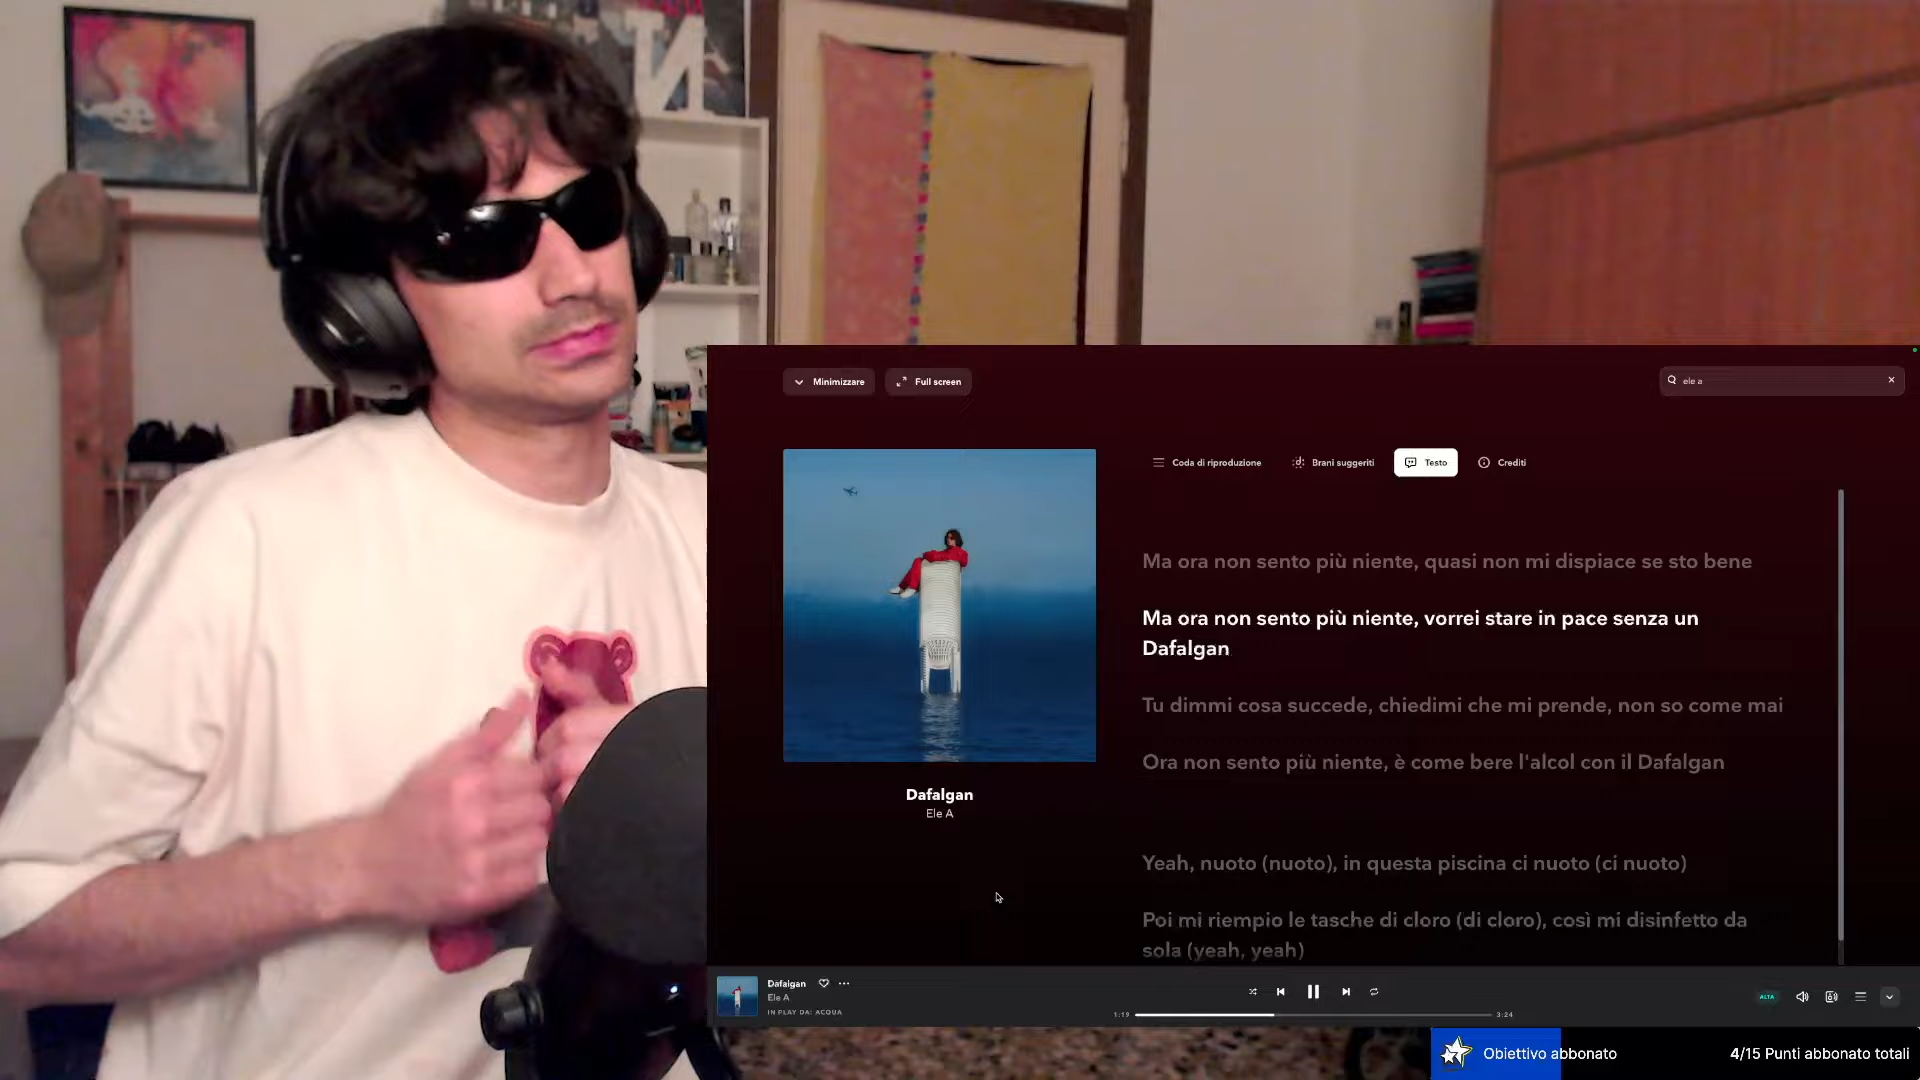 N
Minimizzare
Full screen
ele a
Coda di riproduzione
Brani suggeriti
Testo
Crediti
Ma ora non sento più niente, quasi non mi dispiace se sto bene
Ma ora non sento più niente, vorrei stare in pace senza un
Dafalgan
Tu dimmi cosa succede, chiedimi che mi prende, non so come mai
Ora non sento più niente, è come bere l'alcol con il Dafalgan
Yeah, nuoto (nuoto), in questa piscina ci nuoto (ci nuoto)
Poi mi riempio le tasche di cloro (di cloro), così mi disinfetto da
sola (yeah, yeah)
Dafalgan
Ele A
Dafalgan
Ele A
IN PLAY DA: ACQUA
1:19
3:24
ALTA
Obiettivo abbonato
4/15 Punti abbonato totali